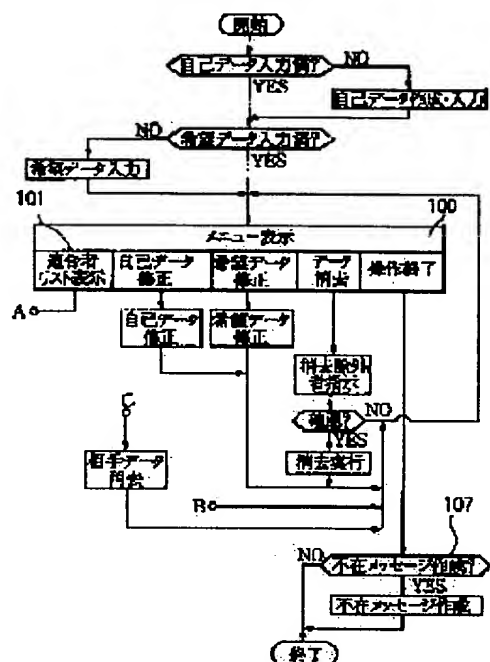 開始
自己データ入力済?
NO
YES
自己データ作成・入力
NO
希望データ入力済?
YES
希望データ入力
101
100
メニュー表示
適合者リスト表示
自己データ修正
希望データ修正
データ消去
操作終了
A
自己データ修正
希望データ修正
消去除外
C
確認?
NO
YES
相手データ消去
消去実行
B
107
NO
不在メッセージ作成?
YES
不在メッセージ作成
終了